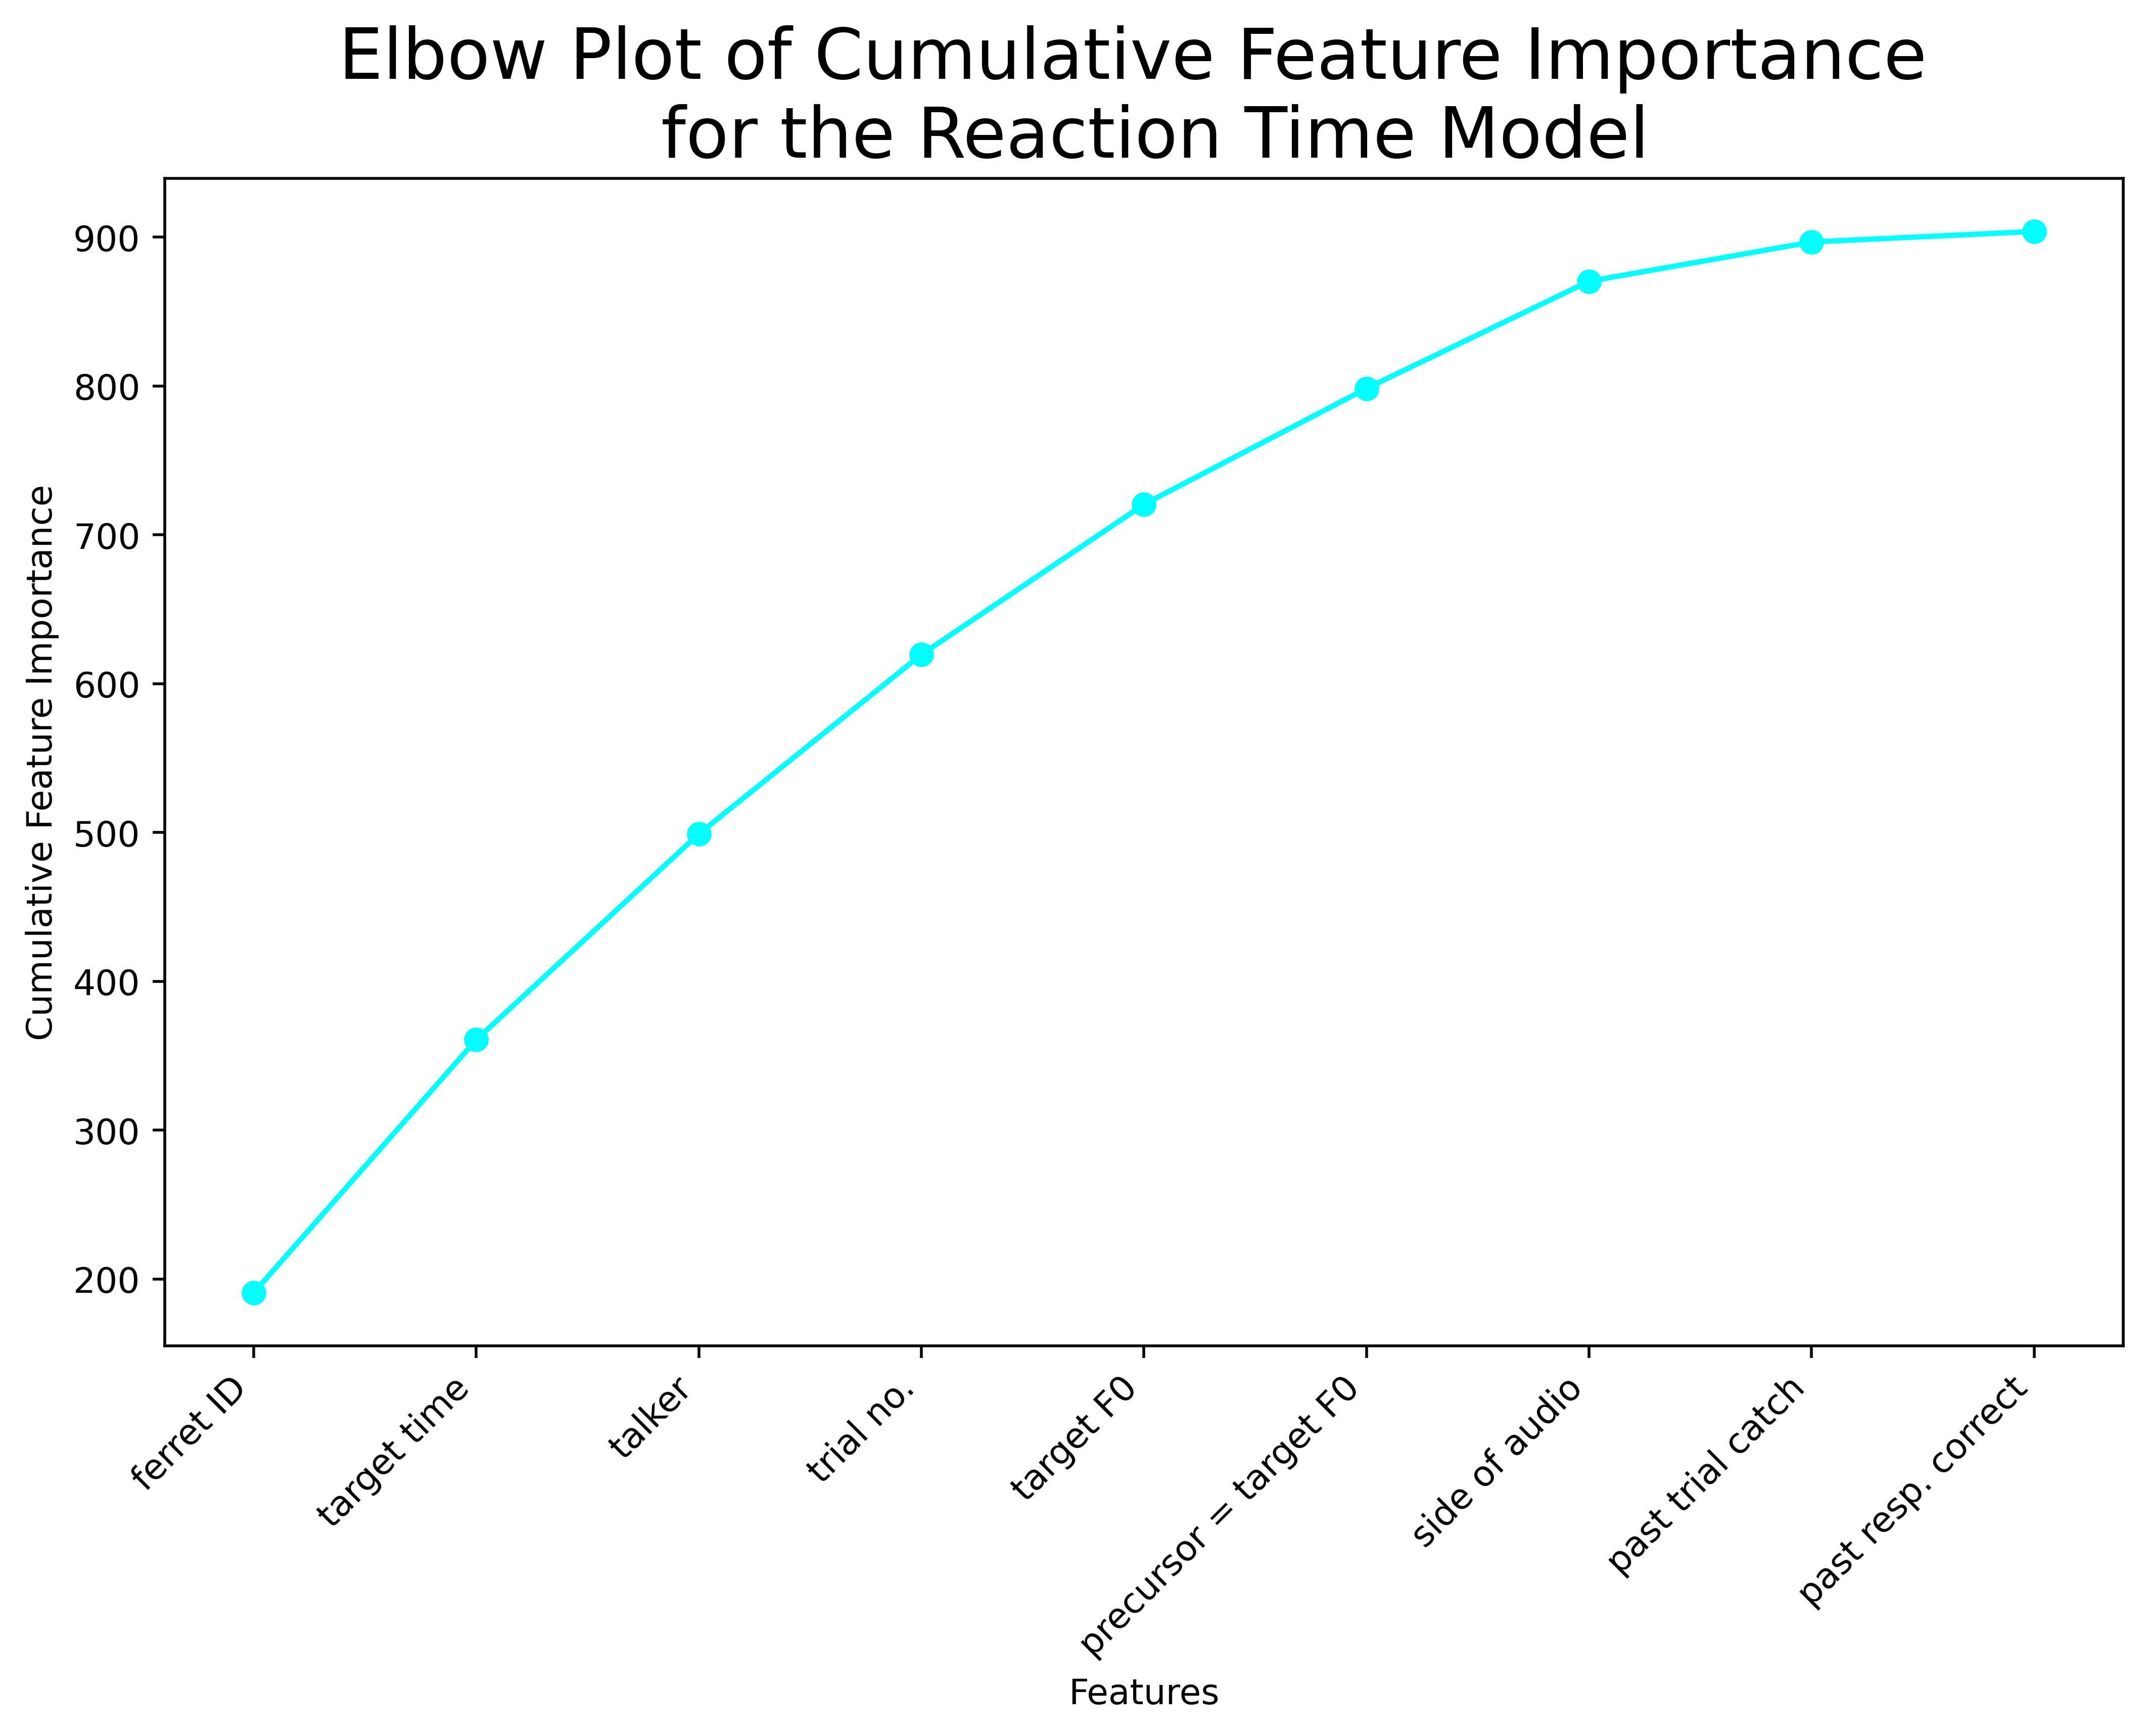 Elbow Plot of Cumulative Feature Importance
for the Reaction Time Model
Cumulative Feature Importance
900
800
700
600
500
400
300
200
ferret ID
target time
talker
trial no.
target F0
precursor = target F0
side of audio
past trial catch
past resp. correct
Features